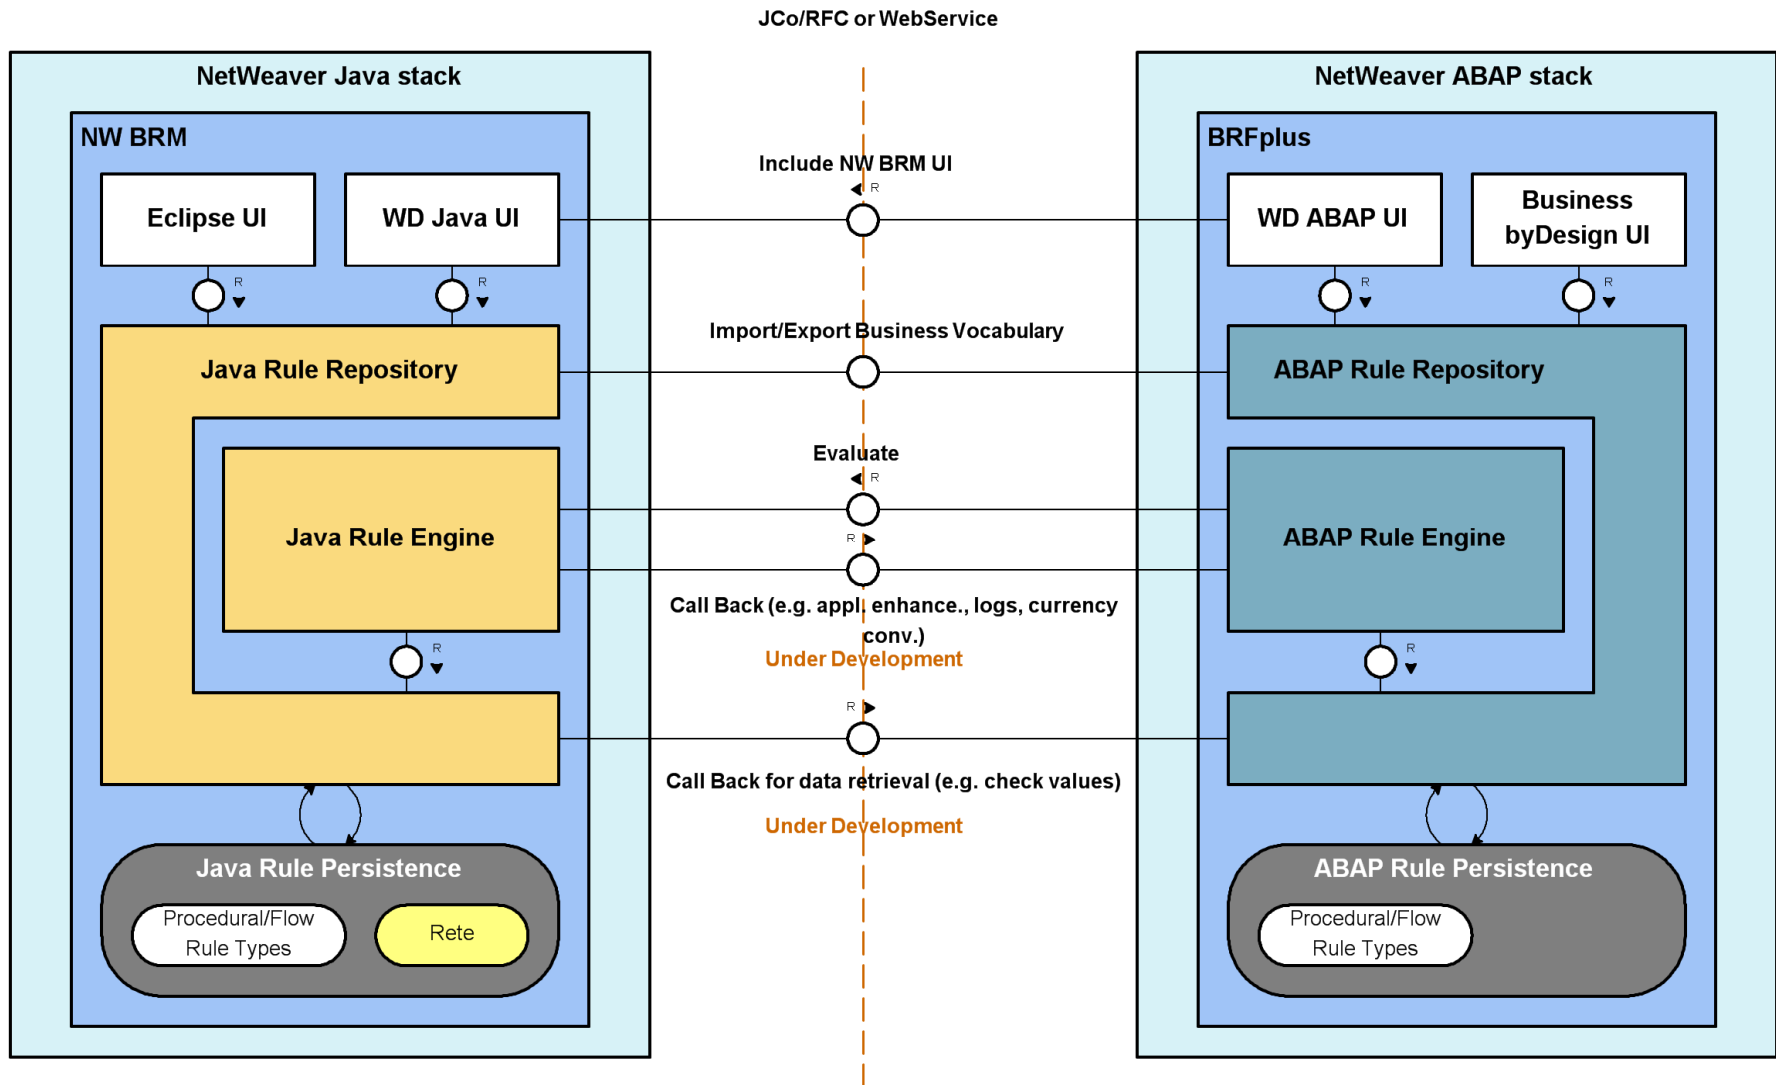 JCo/RFC or WebService
NetWeaver Java stack
NW BRM
Eclipse UI
WD Java UI
R
R
Java Rule Repository
Java Rule Engine
R
Java Rule Persistence
Procedural/Flow
Rule Types
Rete
Include NW BRM UI
R
Import/Export Business Vocabulary
Evaluate
R
R
Call Back (e.g. appl. enhance., logs, currency
conv.)
Under Development
R
Call Back for data retrieval (e.g. check values)
Under Development
NetWeaver ABAP stack
BRFplus
WD ABAP UI
Business
byDesign UI
R
R
ABAP Rule Repository
ABAP Rule Engine
R
ABAP Rule Persistence
Procedural/Flow
Rule Types